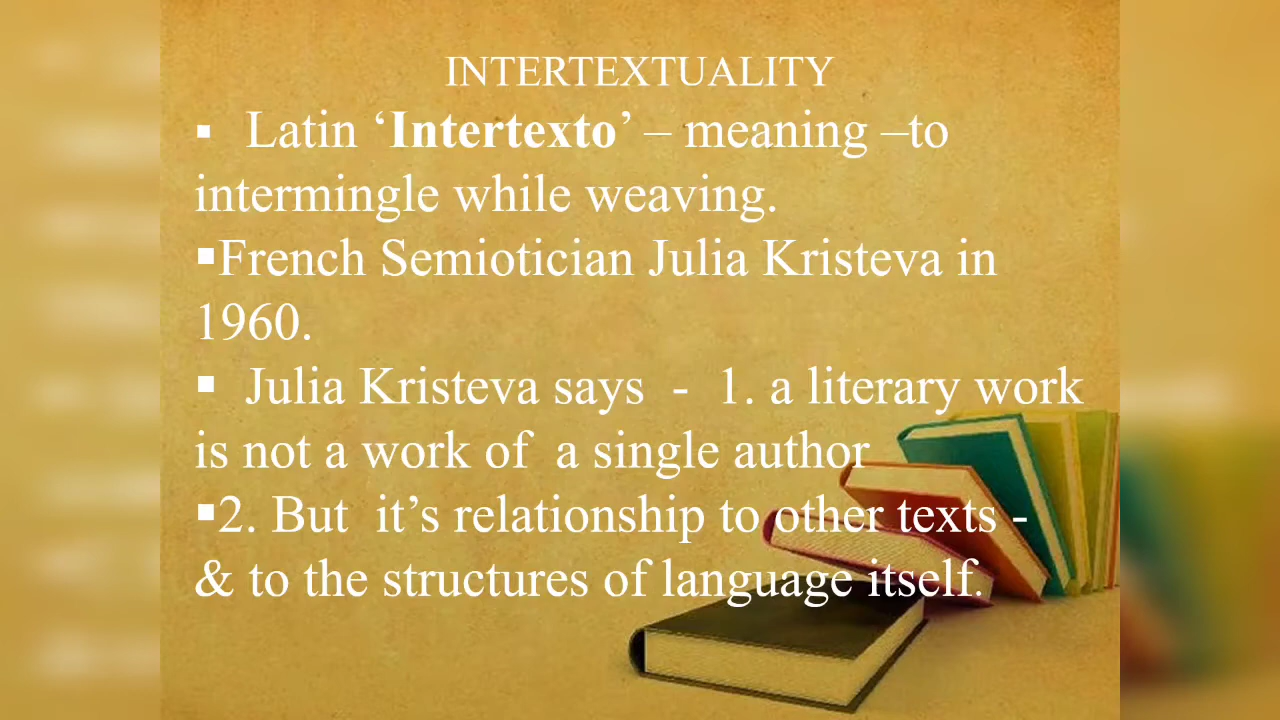 INTERTEXTUALITY
▪ Latin ‘Intertexto’ – meaning –to
intermingle while weaving.
▪French Semiotician Julia Kristeva in
1960.
▪ Julia Kristeva says - 1. a literary work
is not a work of a single author
▪2. But it’s relationship to other texts -
& to the structures of language itself.